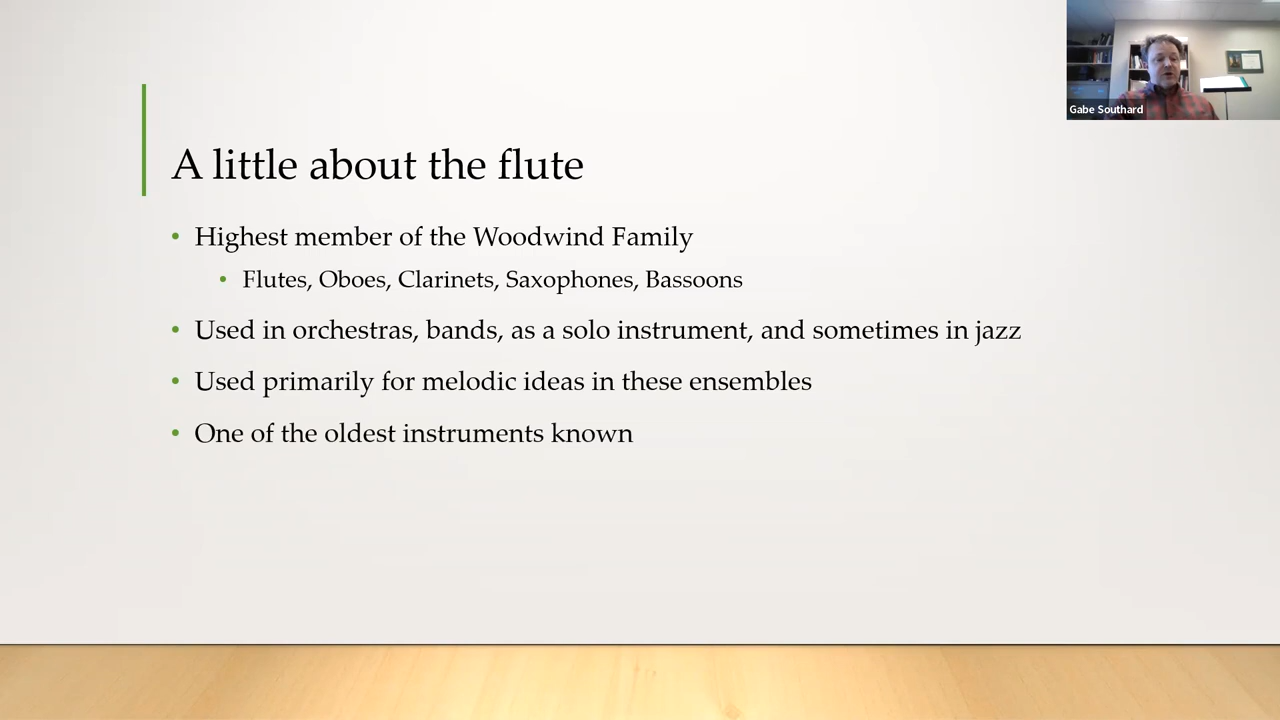 Gabe Southard
A little about the flute
• Highest member of the Woodwind Family
• Flutes, Oboes, Clarinets, Saxophones, Bassoons
• Used in orchestras, bands, as a solo instrument, and sometimes in jazz
• Used primarily for melodic ideas in these ensembles
• One of the oldest instruments known